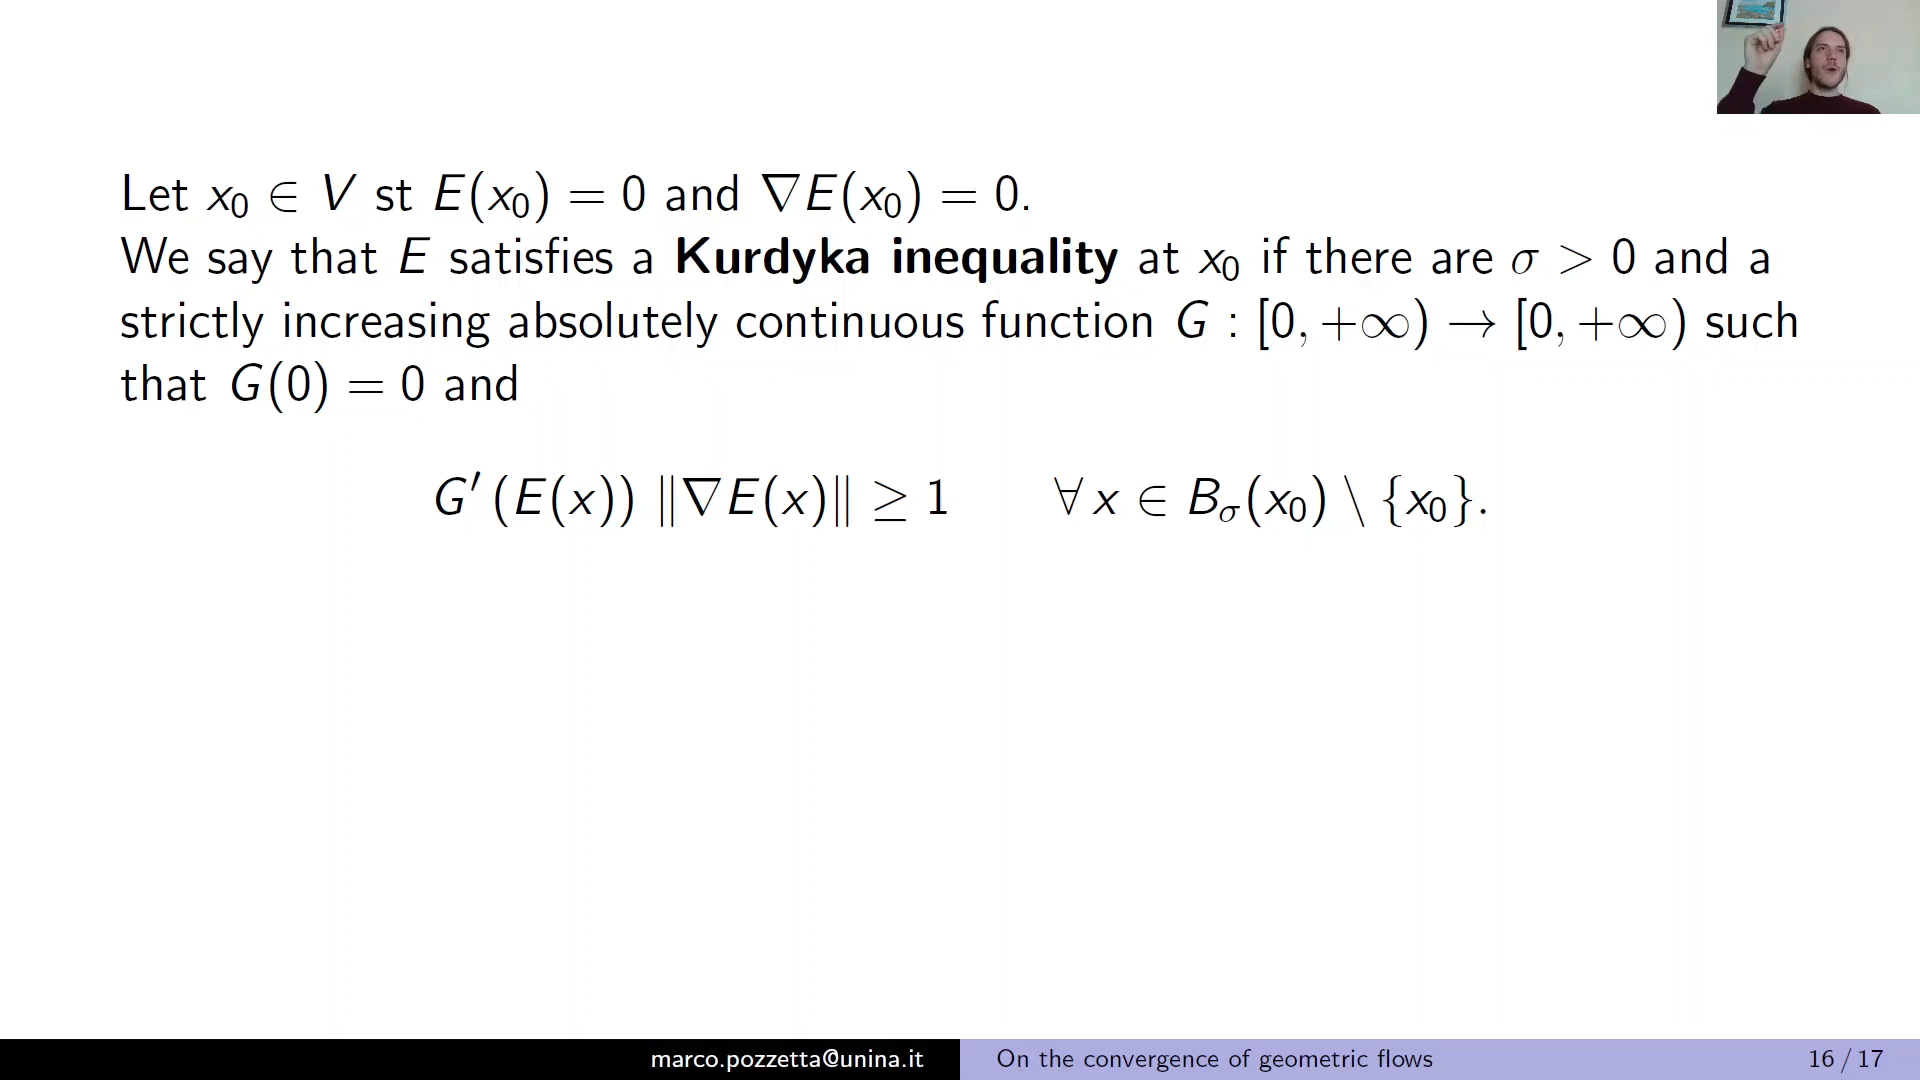 Let x₀ ∈ V st E(x₀) = 0 and ∇E(x₀) = 0.
We say that E satisfies a Kurdyka inequality at x₀ if there are σ > 0 and a
strictly increasing absolutely continuous function G : [0, +∞) → [0, +∞) such
that G(0) = 0 and
G′ (E(x)) ‖∇E(x)‖ ≥ 1 ∀ x ∈ B_σ(x₀) \ {x₀}.
marco.pozzetta@unina.it On the convergence of geometric flows 16 / 17